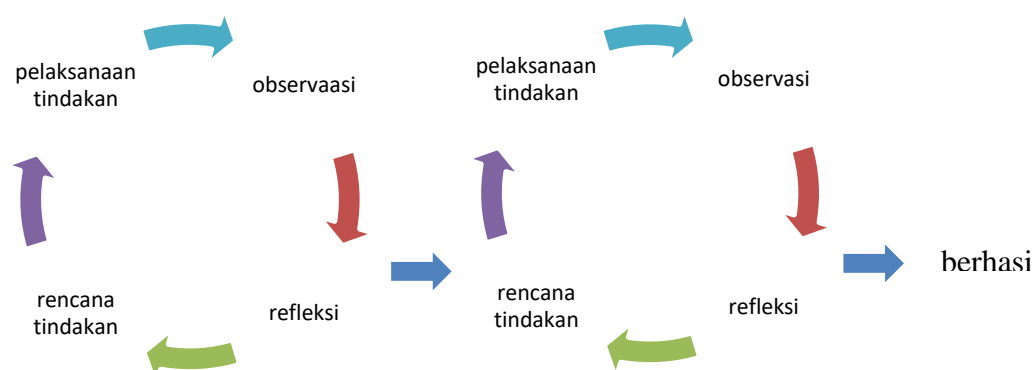 pelaksanaan
tindakan
observaasi
rencana
tindakan
refleksi
pelaksanaan
tindakan
observasi
rencana
tindakan
refleksi
berhasi